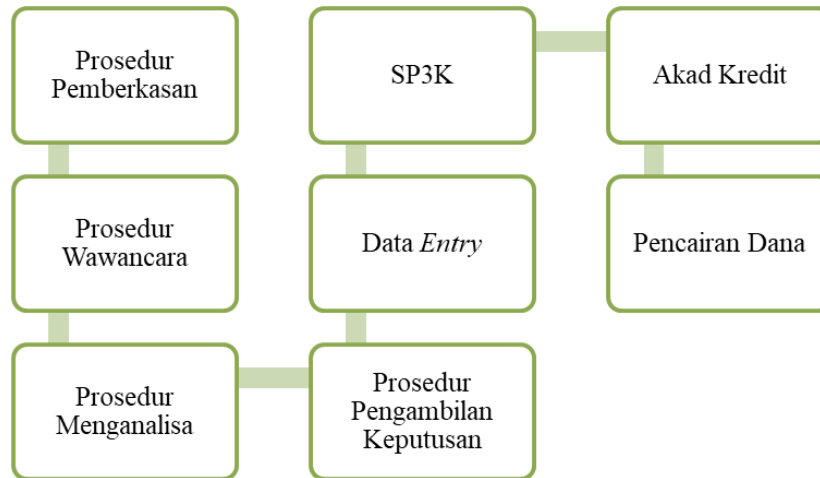 Prosedur
Pemberkasan
Prosedur
Wawancara
Prosedur
Menganalisa
Prosedur
Pengambilan
Keputusan
Data Entry
SP3K
Akad Kredit
Pencairan Dana